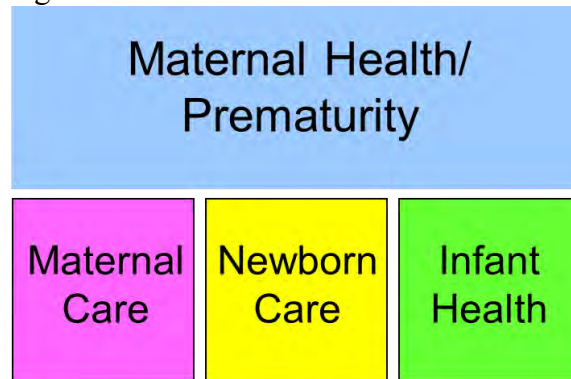 Maternal Health/
Prematurity
Maternal
Care
Newborn
Care
Infant
Health